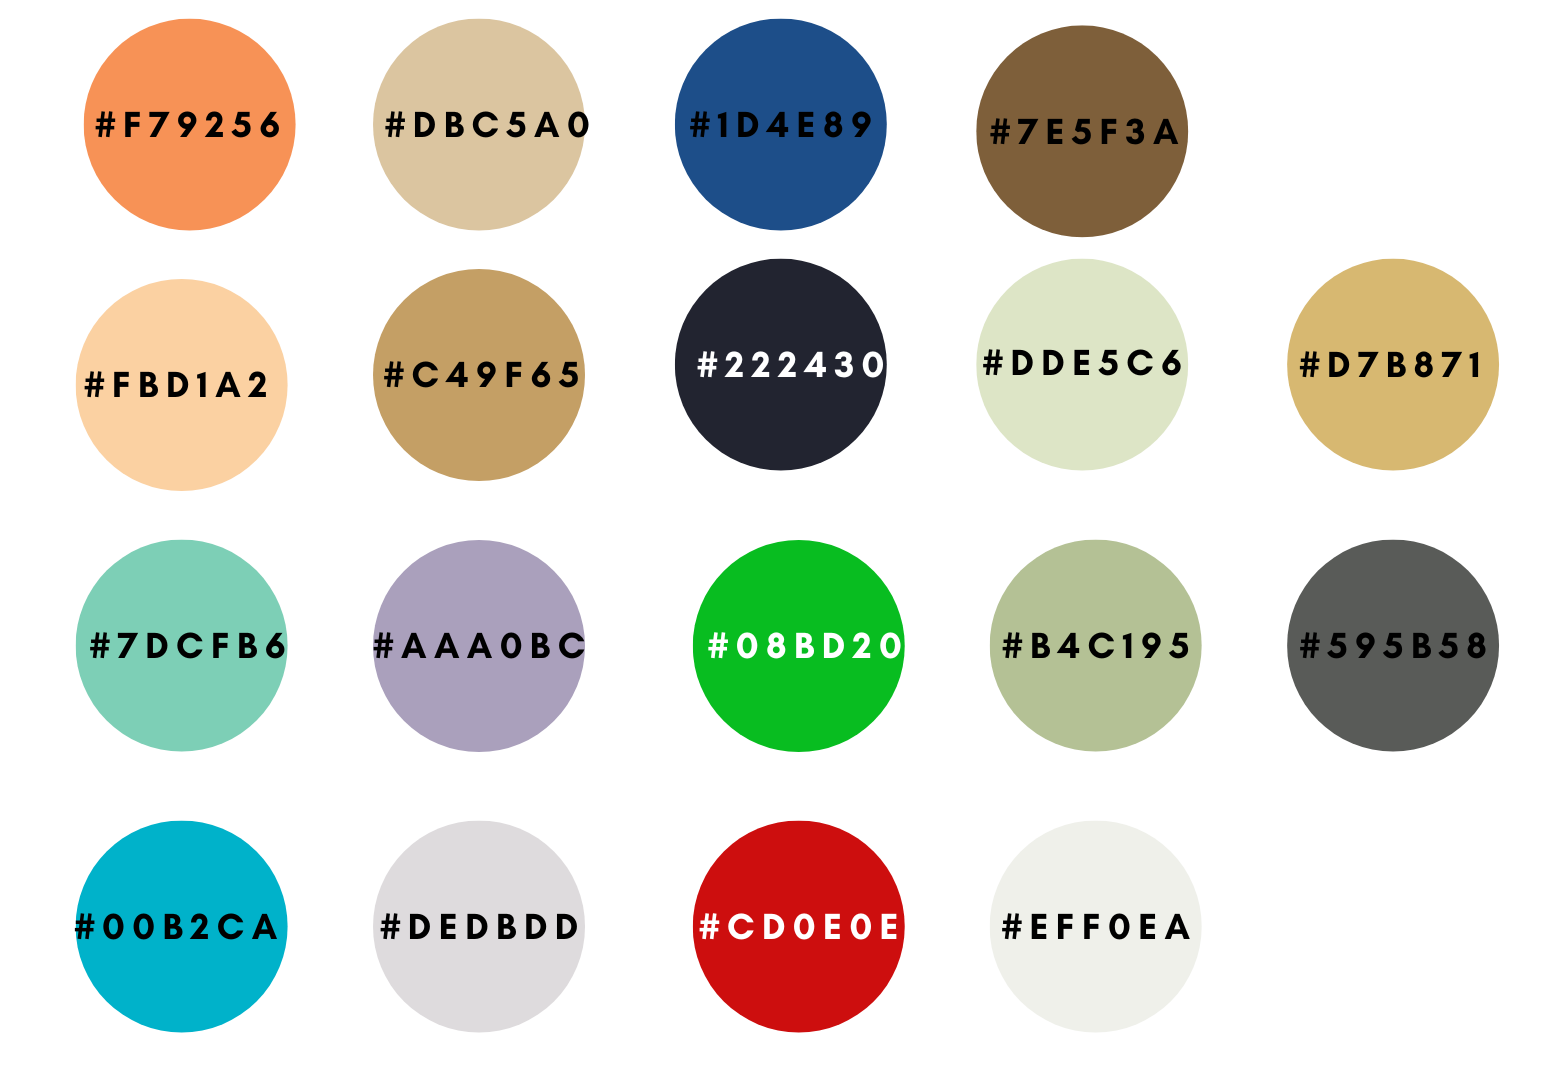 #F79256
#DBC5A0
#1D4E89
#7E5F3A
#FBD1A2
#C49F65
#222430
#DDE5C6
#D7B871
#7DCFB6
#AAA0BC
#08BD20
#B4C195
#595B58
#00B2CA
#DEDBDD
#CD0E0E
#EFF0EA